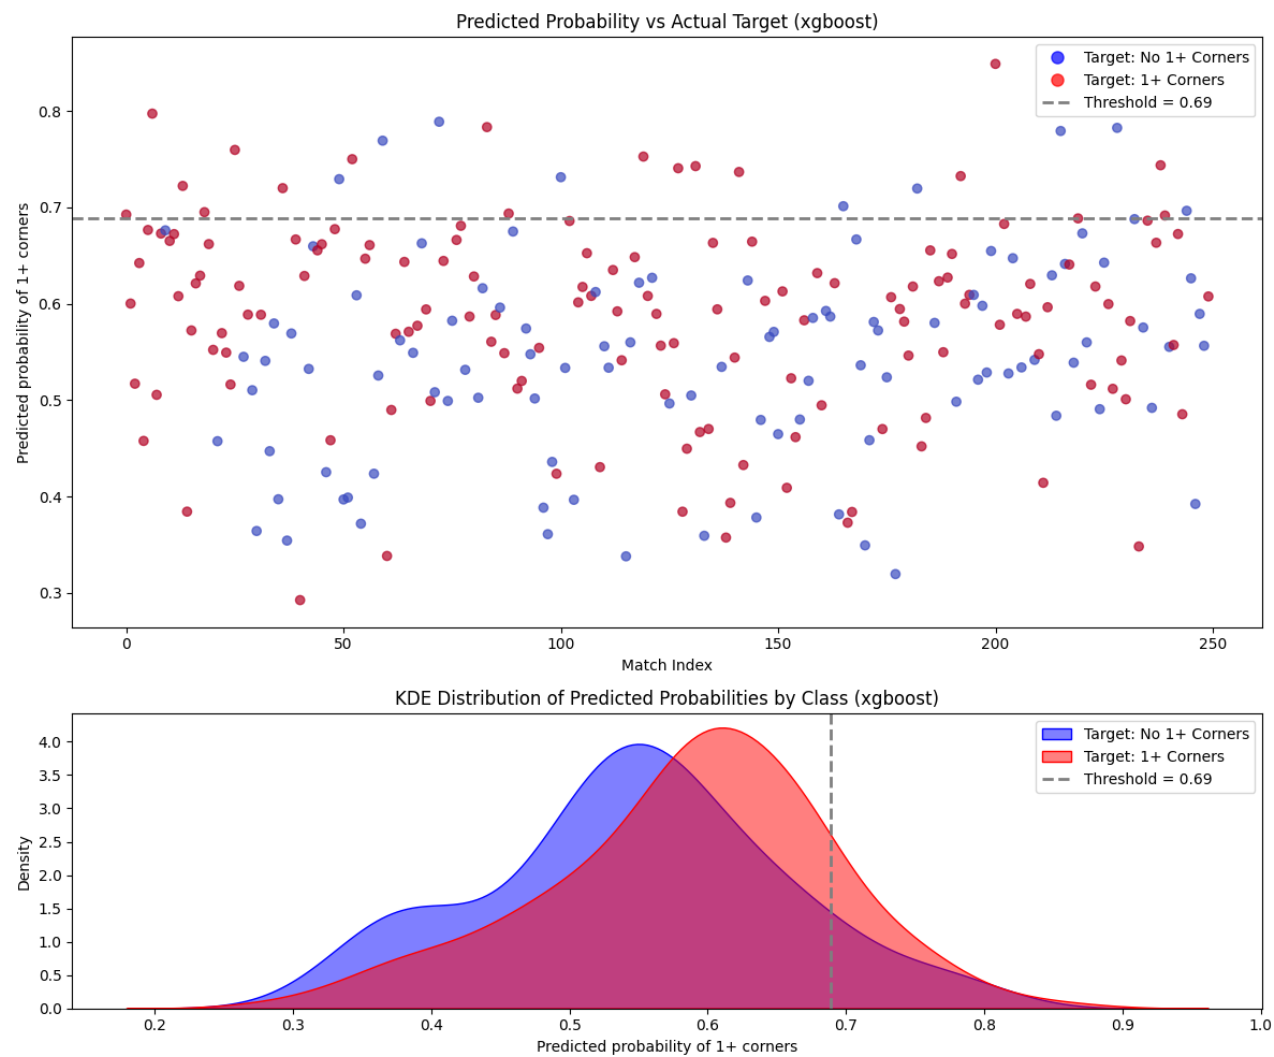 Predicted Probability vs Actual Target (xgboost)
Target: No 1+ Corners
Target: 1+ Corners
Threshold = 0.69
Predicted probability of 1+ corners
0.8
0.7
0.6
0.5
0.4
0.3
0
50
100
150
200
250
Match Index
KDE Distribution of Predicted Probabilities by Class (xgboost)
Target: No 1+ Corners
Target: 1+ Corners
Threshold = 0.69
Density
4.0
3.5
3.0
2.5
2.0
1.5
1.0
0.5
0.0
0.2
0.3
0.4
0.5
0.6
0.7
0.8
0.9
1.0
Predicted probability of 1+ corners